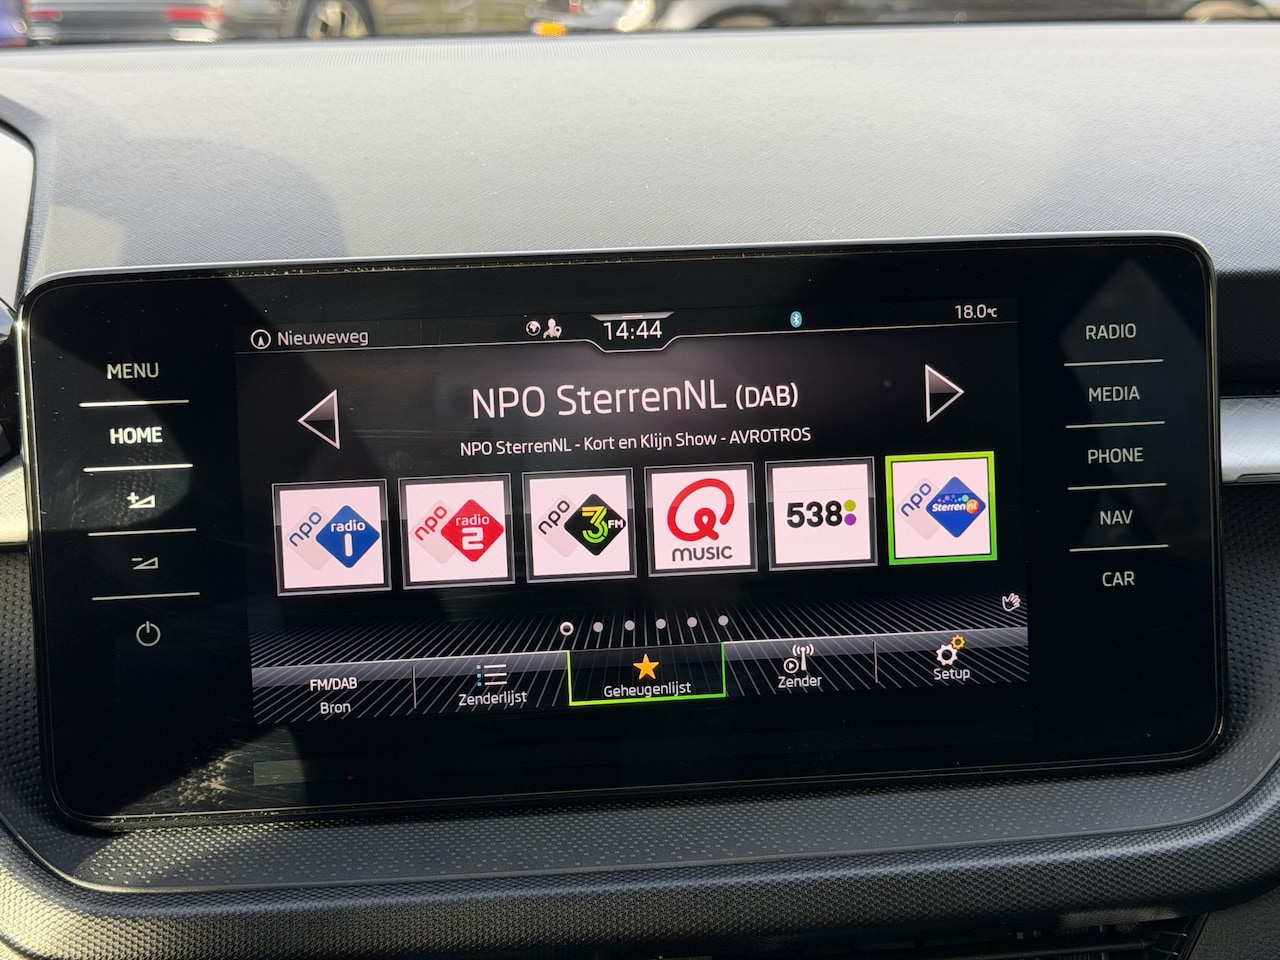 Nieuweweg
14:44
18.0°C
NPO SterrenNL (DAB)
NPO SterrenNL - Kort en Klijn Show - AVROTROS
npo radio 1
npo radio 2
npo 3FM
Q MUSIC
538
npo Sterren nl
FM/DAB
Bron
Zenderlijst
Geheugenlijst
Zender
Setup
MENU
HOME
RADIO
MEDIA
PHONE
NAV
CAR